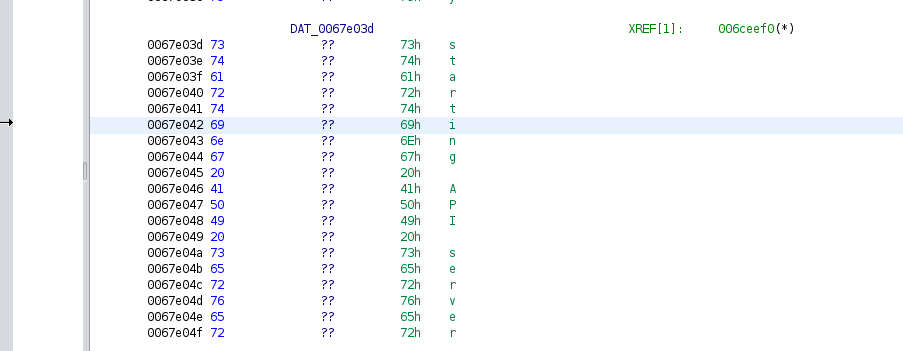 DAT_0067e03d XREF[1]: 006ceef0(*)
0067e03d 73 ?? 73h s
0067e03e 74 ?? 74h t
0067e03f 61 ?? 61h a
0067e040 72 ?? 72h r
0067e041 74 ?? 74h t
0067e042 69 ?? 69h i
0067e043 6e ?? 6Eh n
0067e044 67 ?? 67h g
0067e045 20 ?? 20h
0067e046 41 ?? 41h A
0067e047 50 ?? 50h P
0067e048 49 ?? 49h I
0067e049 20 ?? 20h
0067e04a 73 ?? 73h s
0067e04b 65 ?? 65h e
0067e04c 72 ?? 72h r
0067e04d 76 ?? 76h v
0067e04e 65 ?? 65h e
0067e04f 72 ?? 72h r